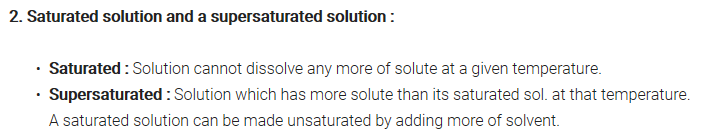 2. Saturated solution and a supersaturated solution :
• Saturated : Solution cannot dissolve any more of solute at a given temperature.
• Supersaturated : Solution which has more solute than its saturated sol. at that temperature.
A saturated solution can be made unsaturated by adding more of solvent.